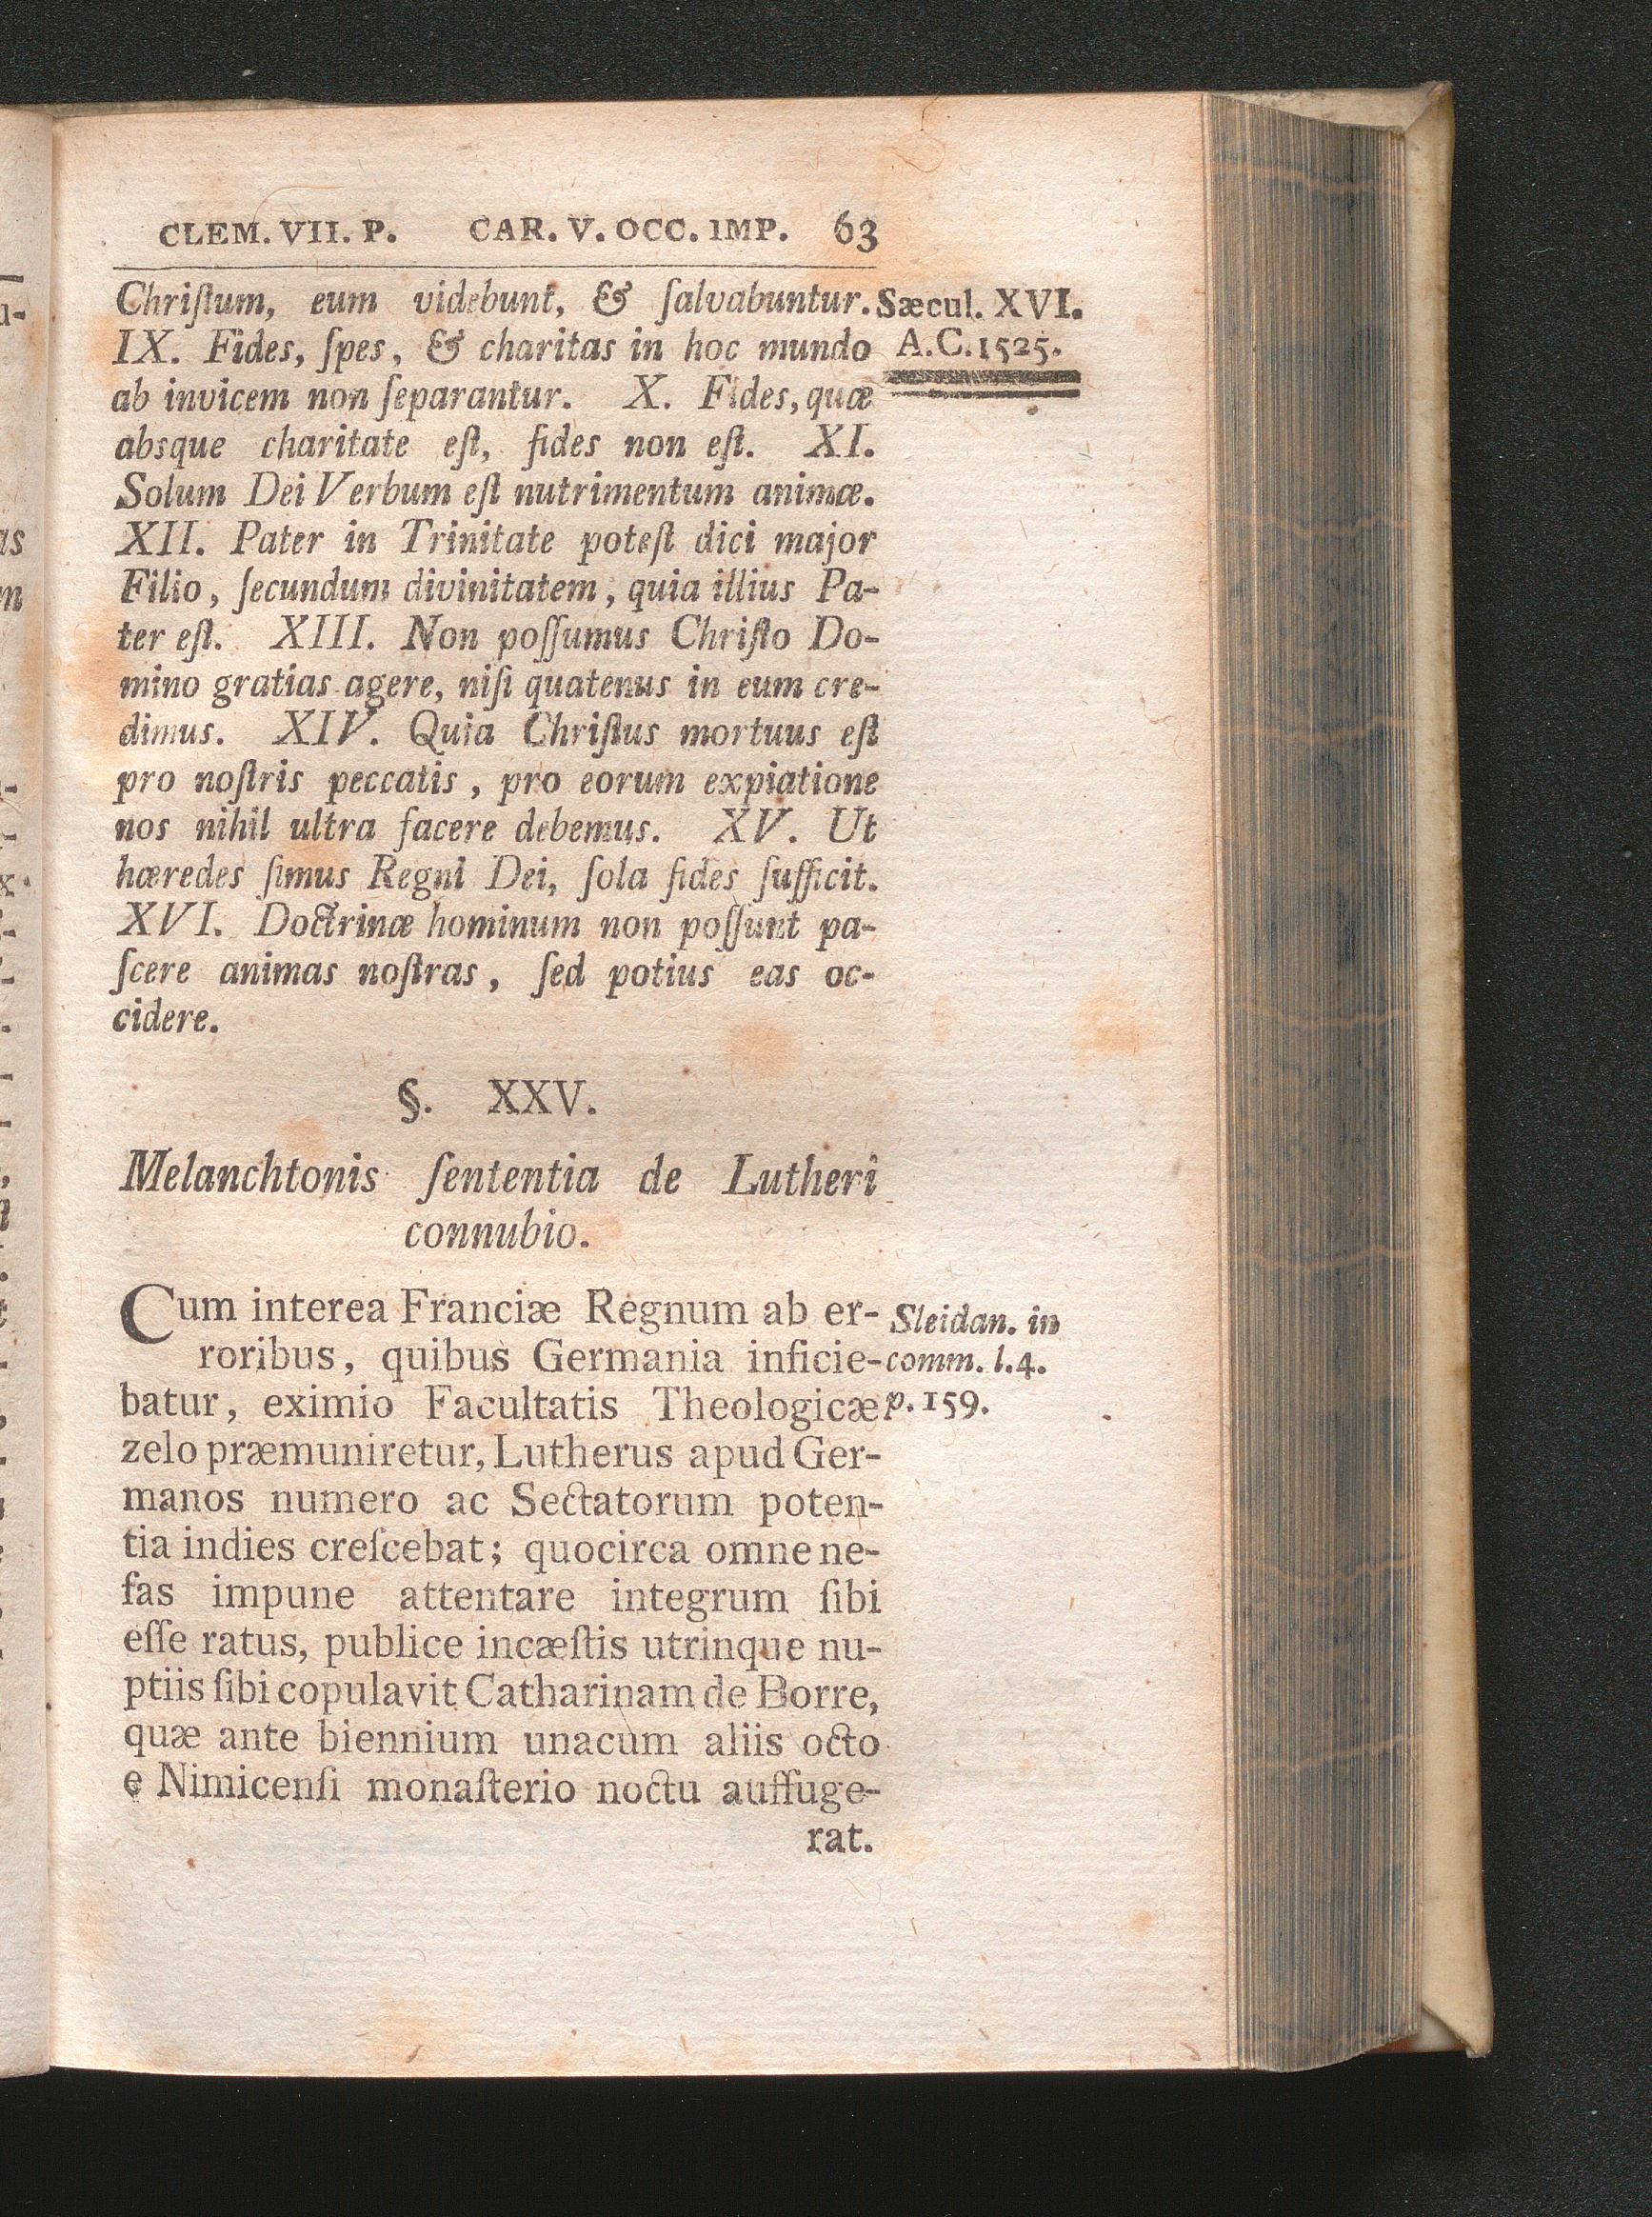 CLEM. VII. P. CAR. V. OCC. IMP. 63
Chriſtum, eum videbunt, & ſalvabuntur.
IX. Fides, ſpes, & charitas in hoc mundo
ab invicem non ſeparantur. X. Fides, quæ
absque charitate eſt, fides non eſt. XI.
Solum Dei Verbum eſt nutrimentum animæ.
XII. Pater in Trinitate poteſt dici major
Filio, ſecundum divinitatem, quia illius Pa-
ter eſt. XIII. Non poſſumus Chriſto Do-
mino gratias agere, niſi quatenus in eum cre-
dimus. XIV. Quia Chriſtus mortuus eſt
pro noſtris peccatis, pro eorum expiatione
nos nihil ultra facere debemus. XV. Ut
hæredes ſimus Regni Dei, ſola fides ſufficit.
XVI. Doctrinæ hominum non poſſunt pa-
ſcere animas noſtras, ſed potius eas oc-
cidere.
Sæcul. XVI.
A.C. 1525.
§. XXV.
Melanchtonis ſententia de Lutheri
connubio.
Cum interea Franciæ Regnum ab er-
roribus, quibus Germania inficie-
batur, eximio Facultatis Theologicæ
zelo præmuniretur, Lutherus apud Ger-
manos numero ac Sectatorum poten-
tia indies creſcebat; quocirca omne ne-
fas impune attentare integrum ſibi
eſſe ratus, publice incæſtis utrinque nu-
ptiis ſibi copulavit Catharinam de Borre,
quæ ante biennium unacum aliis octo
e Nimicenſi monaſterio noctu auffuge-
rat.
Sleidan. in
comm. l. 4.
p. 159.